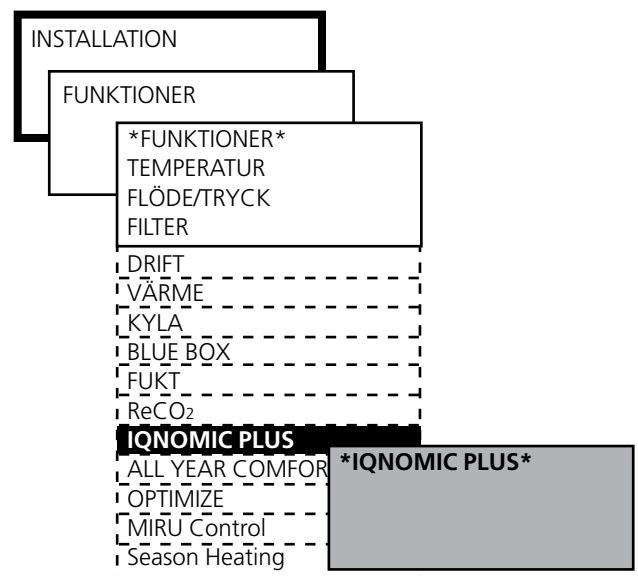 INSTALLATION
FUNKTIONER
*FUNKTIONER*
TEMPERATUR
FLÖDE/TRYCK
FILTER
DRIFT
VÄRME
KYLA
BLUE BOX
FUKT
ReCO2
IQNOMIC PLUS
ALL YEAR COMFOR
*IQNOMIC PLUS*
OPTIMIZE
MIRU Control
Season Heating